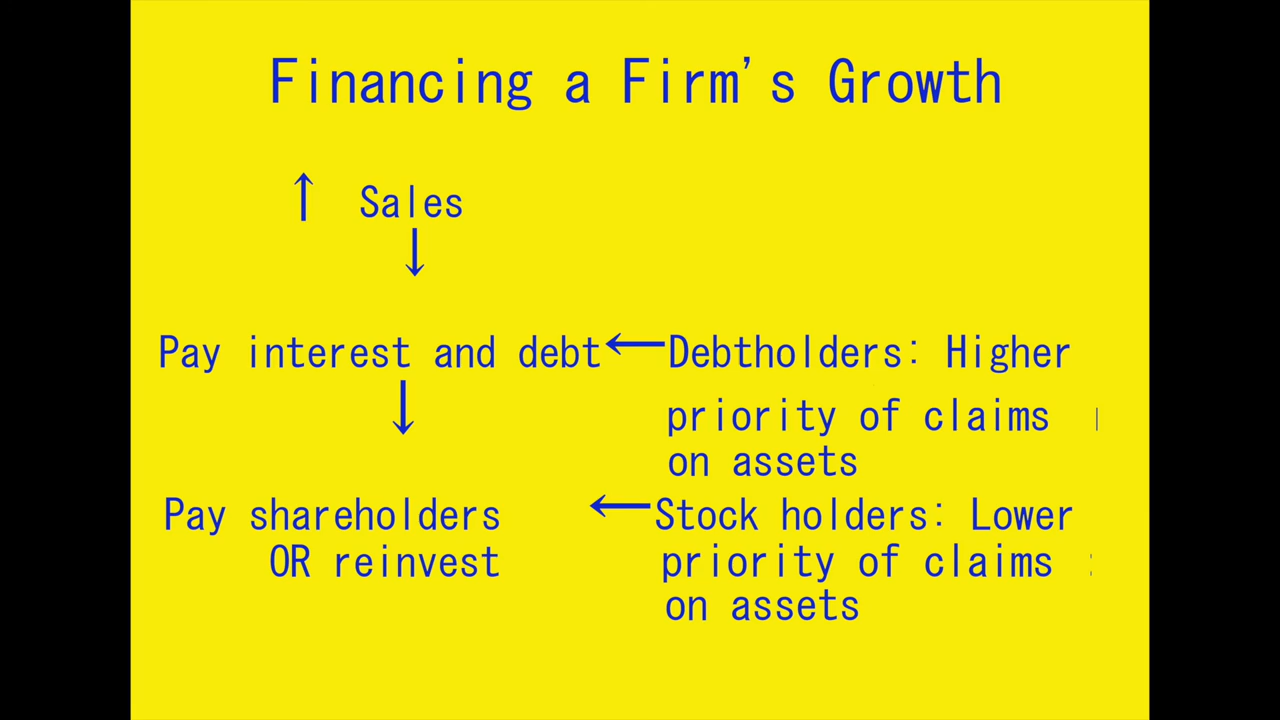 Financing a Firm's Growth
↑ Sales
↓
Pay interest and debt←Debtholders: Higher
priority of claims
on assets
↓
Pay shareholders ←Stock holders: Lower
OR reinvest priority of claims
on assets